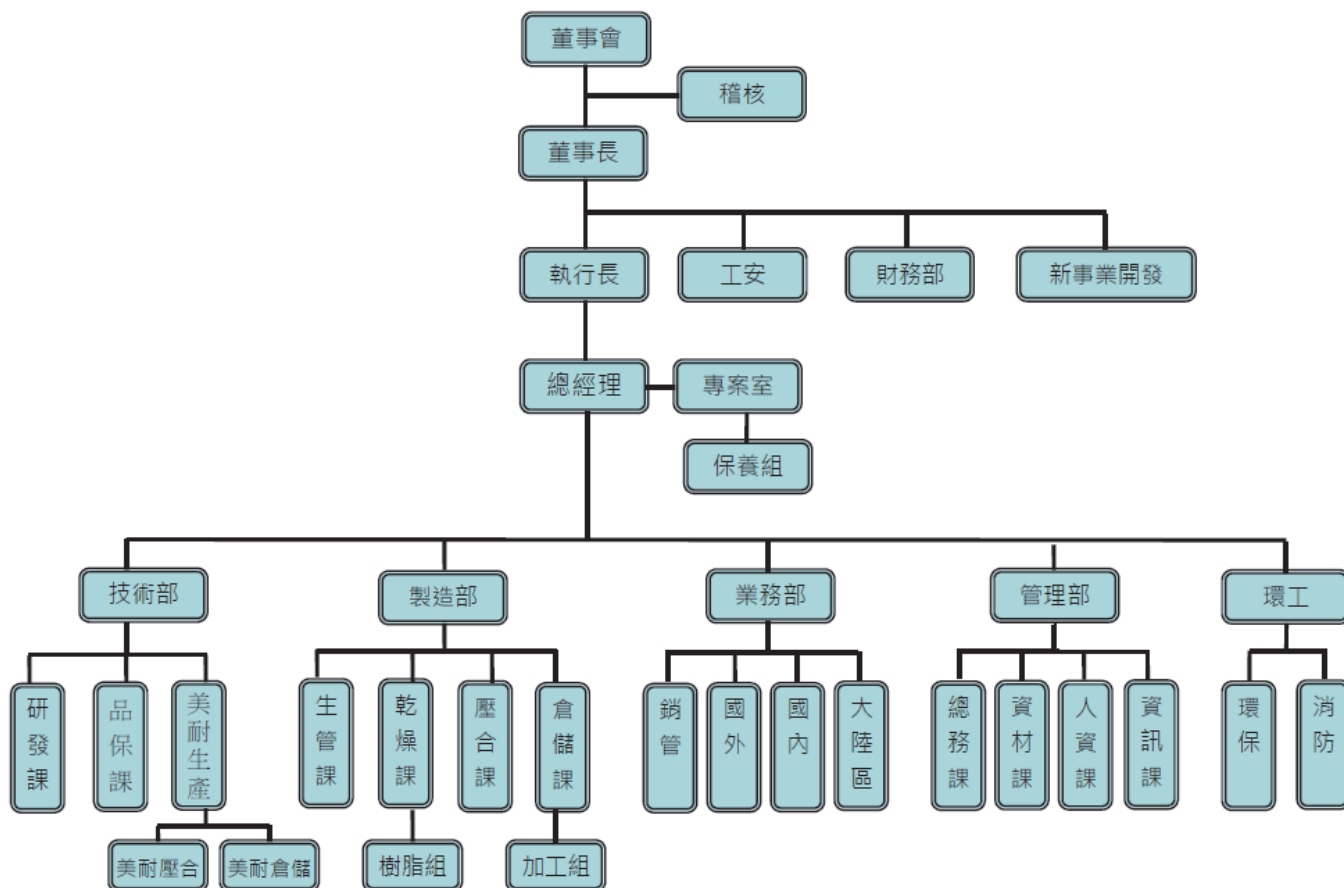 董事會
稽核
董事長
執行長
工安
財務部
新事業開發
總經理
專案室
保養組
技術部
製造部
業務部
管理部
環工
研發課
品保課
美耐生產
生管課
乾燥課
壓合課
倉儲課
銷管
國外
國內
大陸區
總務課
資材課
人資課
資訊課
環保
消防
美耐壓合
美耐倉儲
樹脂組
加工組